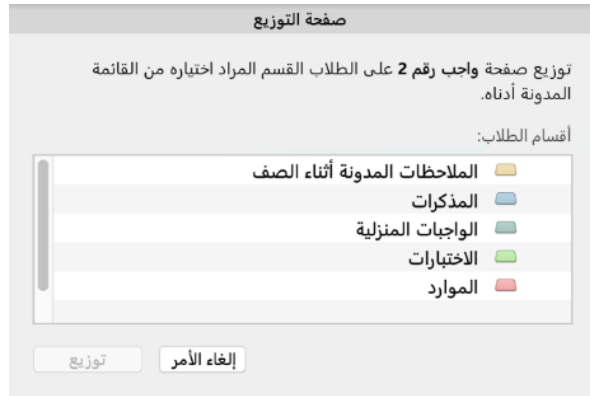 صفحة التوزيع
توزيع صفحة واجب رقم 2 على الطلاب القسم المراد اختياره من القائمة
المدونة أدناه.
أقسام الطلاب:
الملاحظات المدونة أثناء الصف
المذكرات
الواجبات المنزلية
الاختبارات
الموارد
إلغاء الأمر
توزيع